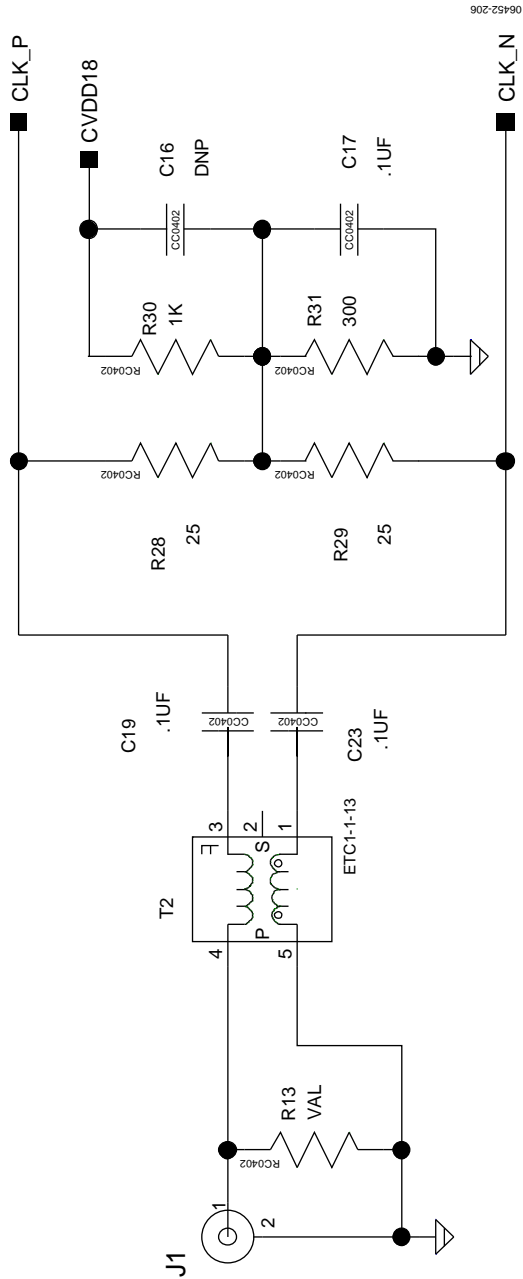 06452-206
CLK_P
CVDD18
CLK_N
C16
DNP
CC0402
C17
.1UF
CC0402
R30
1K
RC0402
R31
300
RC0402
RC0402
RC0402
R28
25
R29
25
C19
.1UF
CC0402
CC0402
C23
.1UF
T2
3
2
1
S
P
4
5
ETC1-1-13
R13
VAL
RC0402
J1
1
2